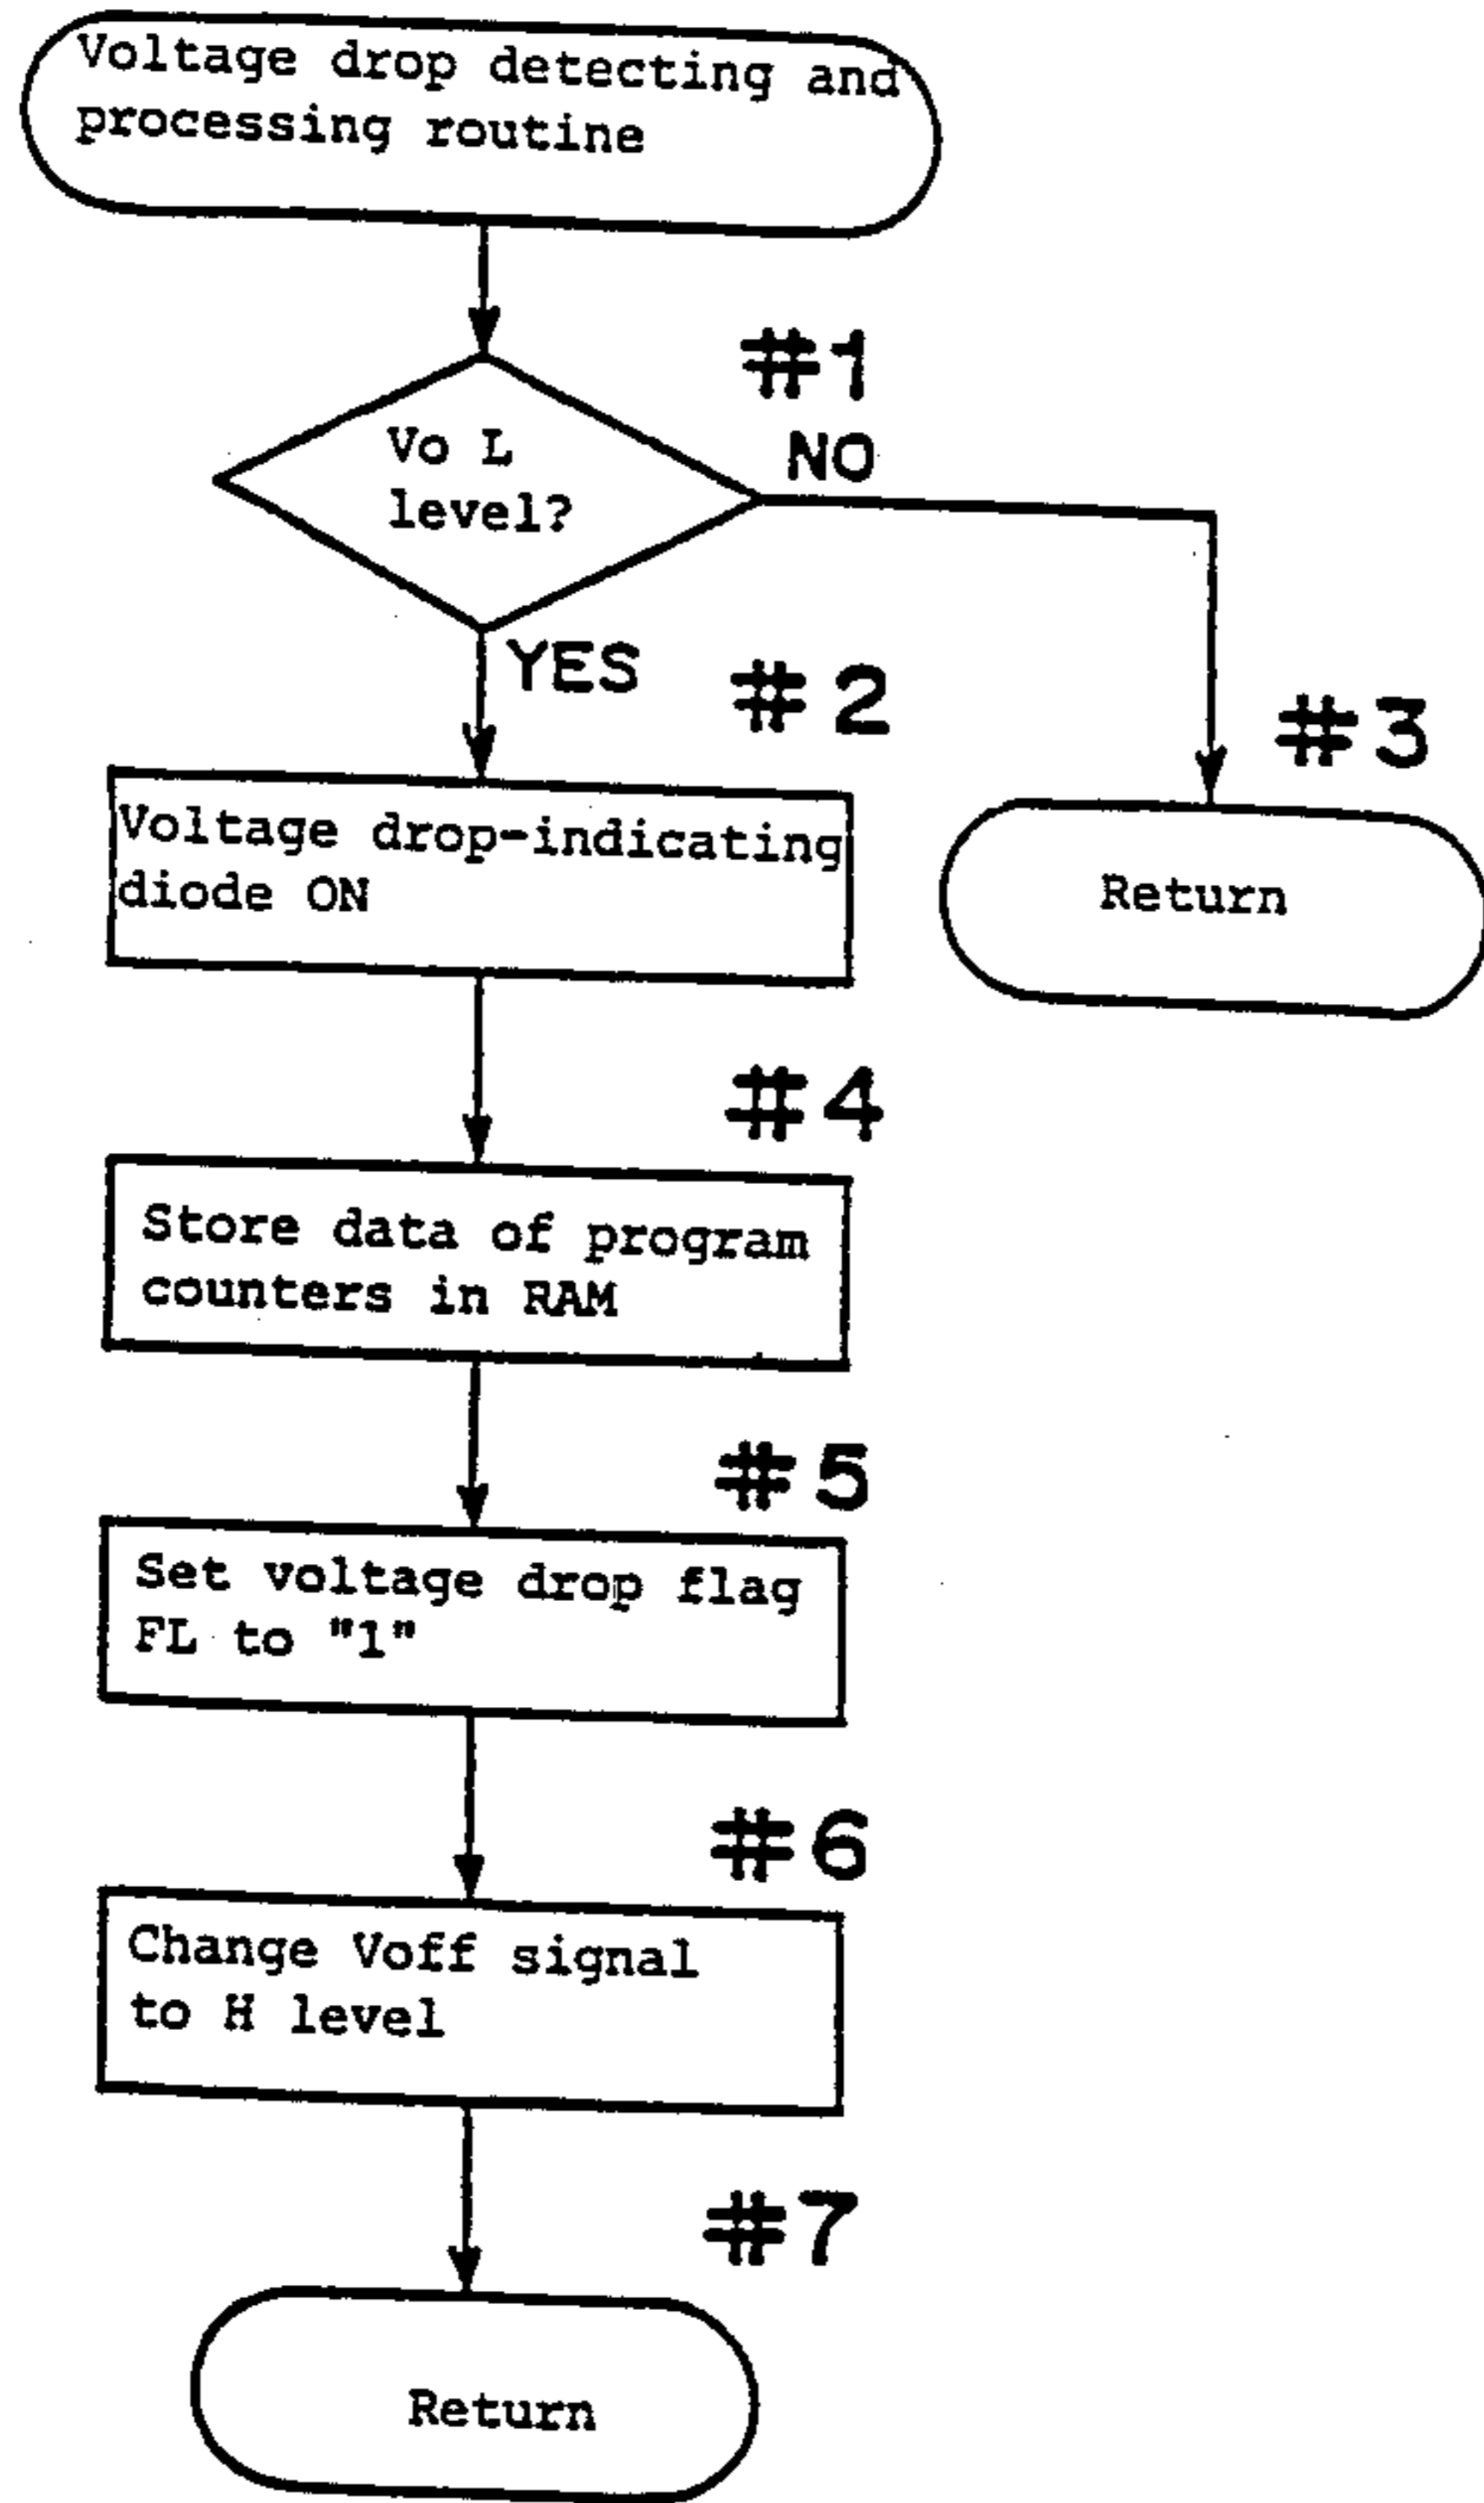 Voltage drop detecting and
processing routine
#1
Vo L
level?
NO
YES
#2
#3
Voltage drop-indicating
diode ON
Return
#4
Store data of program
counters in RAM
#5
Set voltage drop flag
FL to "1"
#6
Change Voff signal
to H level
#7
Return